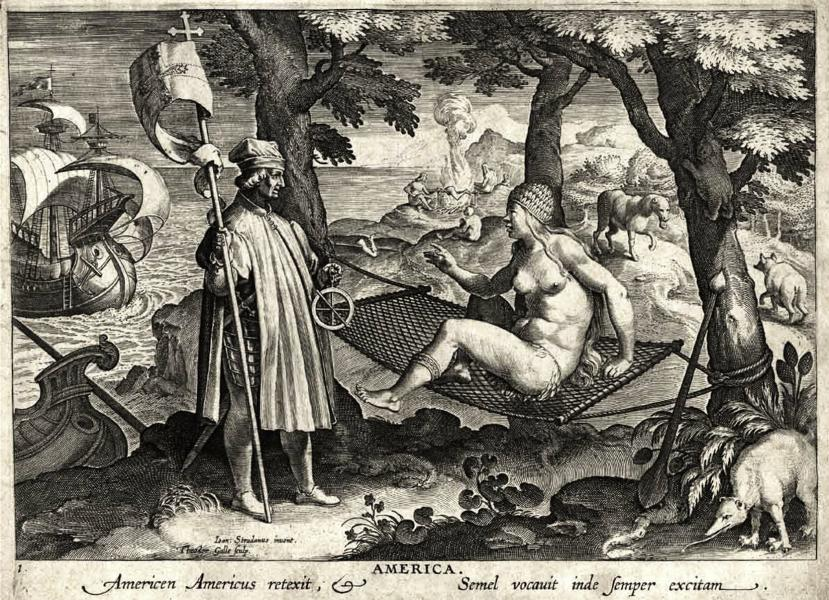 Ioan: Stradanus invent.
Theodor Galle sculp.
1.
AMERICA.
Americen Americus retexit, & Semel vocauit inde semper excitam.